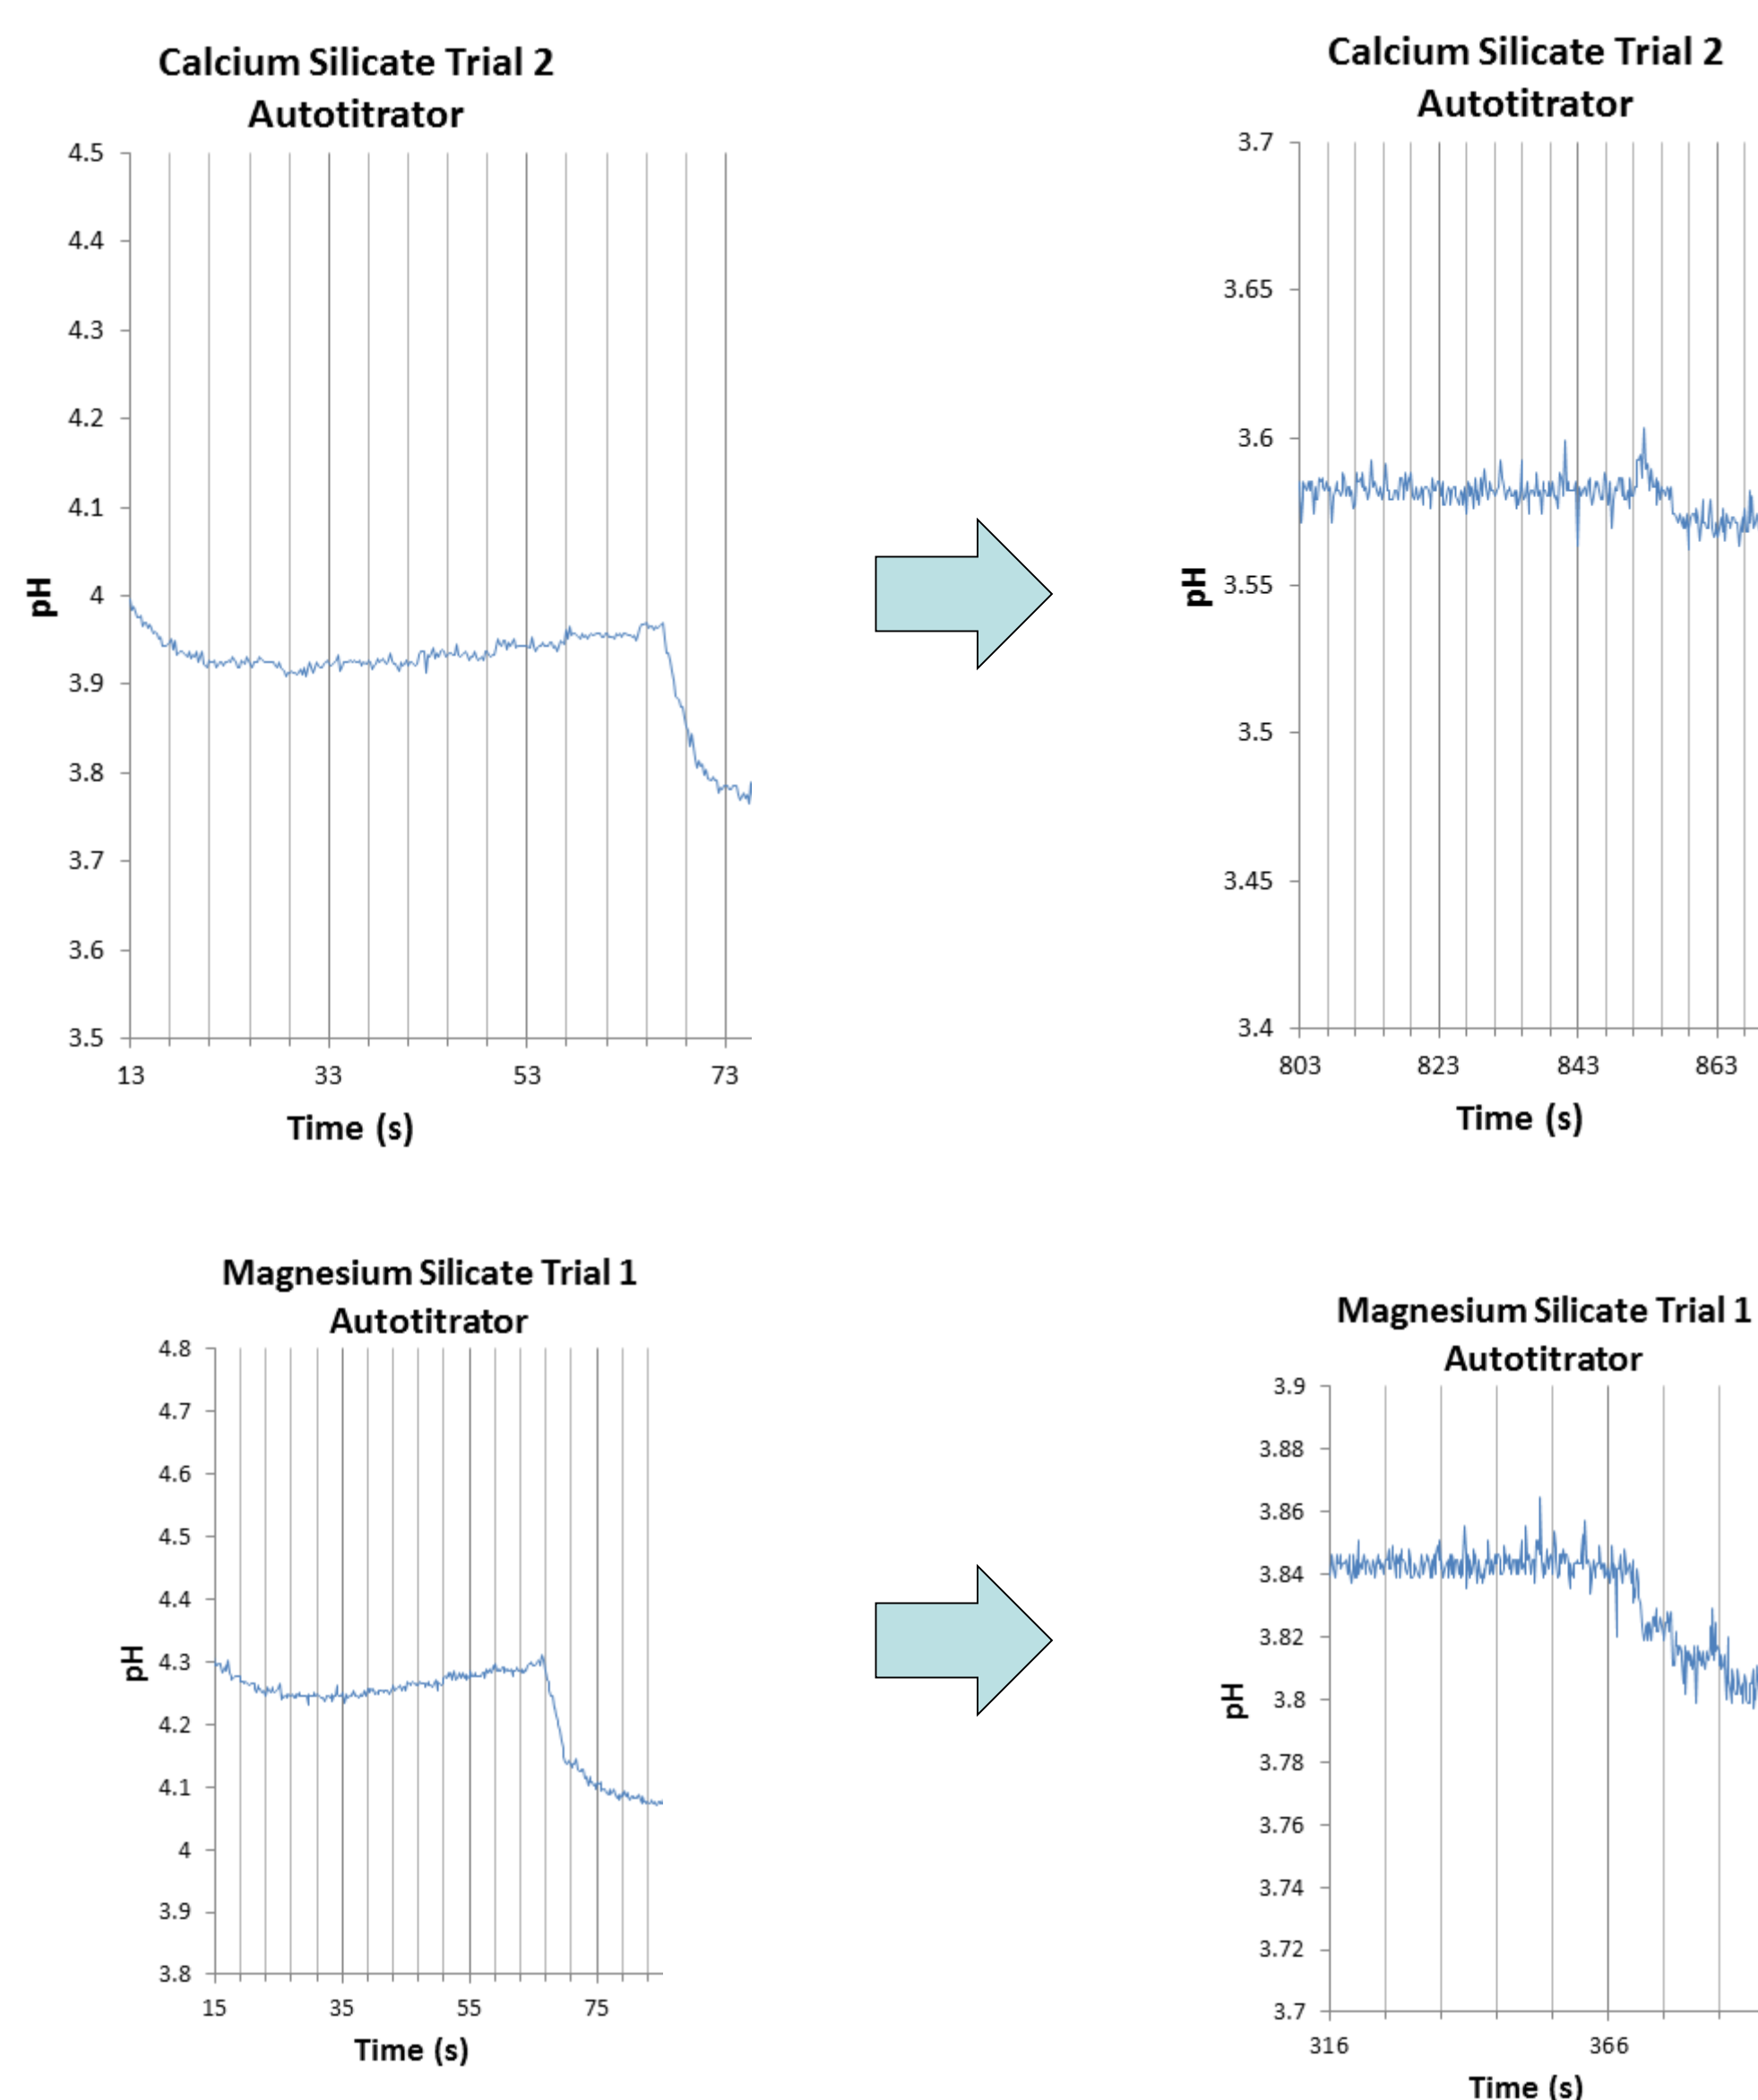 Calcium Silicate Trial 2
Autotitrator
4.5
4.4
4.3
4.2
4.1
4
3.9
3.8
3.7
3.6
3.5
pH
13 33 53 73
Time (s)
Calcium Silicate Trial 2
Autotitrator
3.7
3.65
3.6
3.55
3.5
3.45
3.4
pH
803 823 843 863
Time (s)
Magnesium Silicate Trial 1
Autotitrator
4.8
4.7
4.6
4.5
4.4
4.3
4.2
4.1
4
3.9
3.8
pH
15 35 55 75
Time (s)
Magnesium Silicate Trial 1
Autotitrator
3.9
3.88
3.86
3.84
3.82
3.8
3.78
3.76
3.74
3.72
3.7
pH
316 366
Time (s)